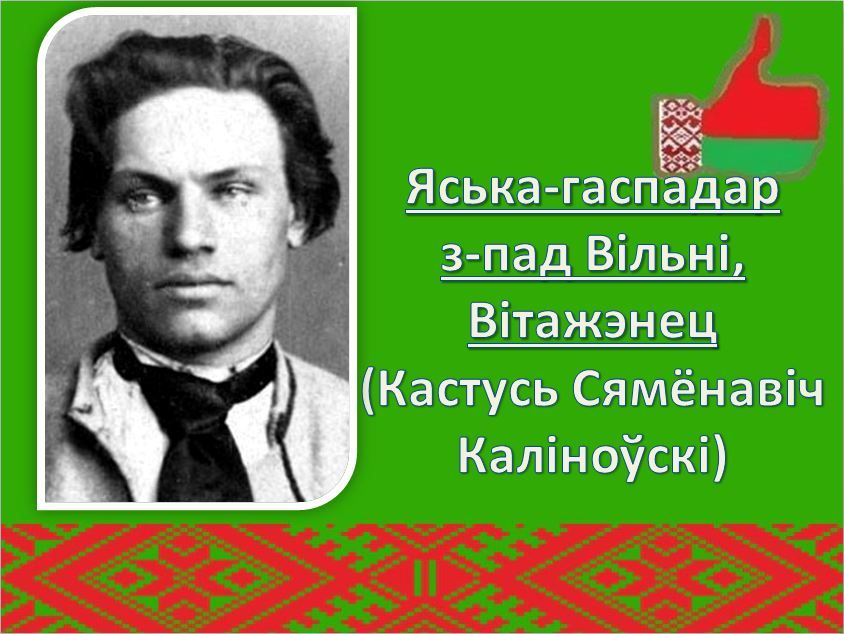 Яська-гаспадар
з-пад Вільні,
Вітажэнец
(Кастусь Сямёнавіч
Каліноўскі)